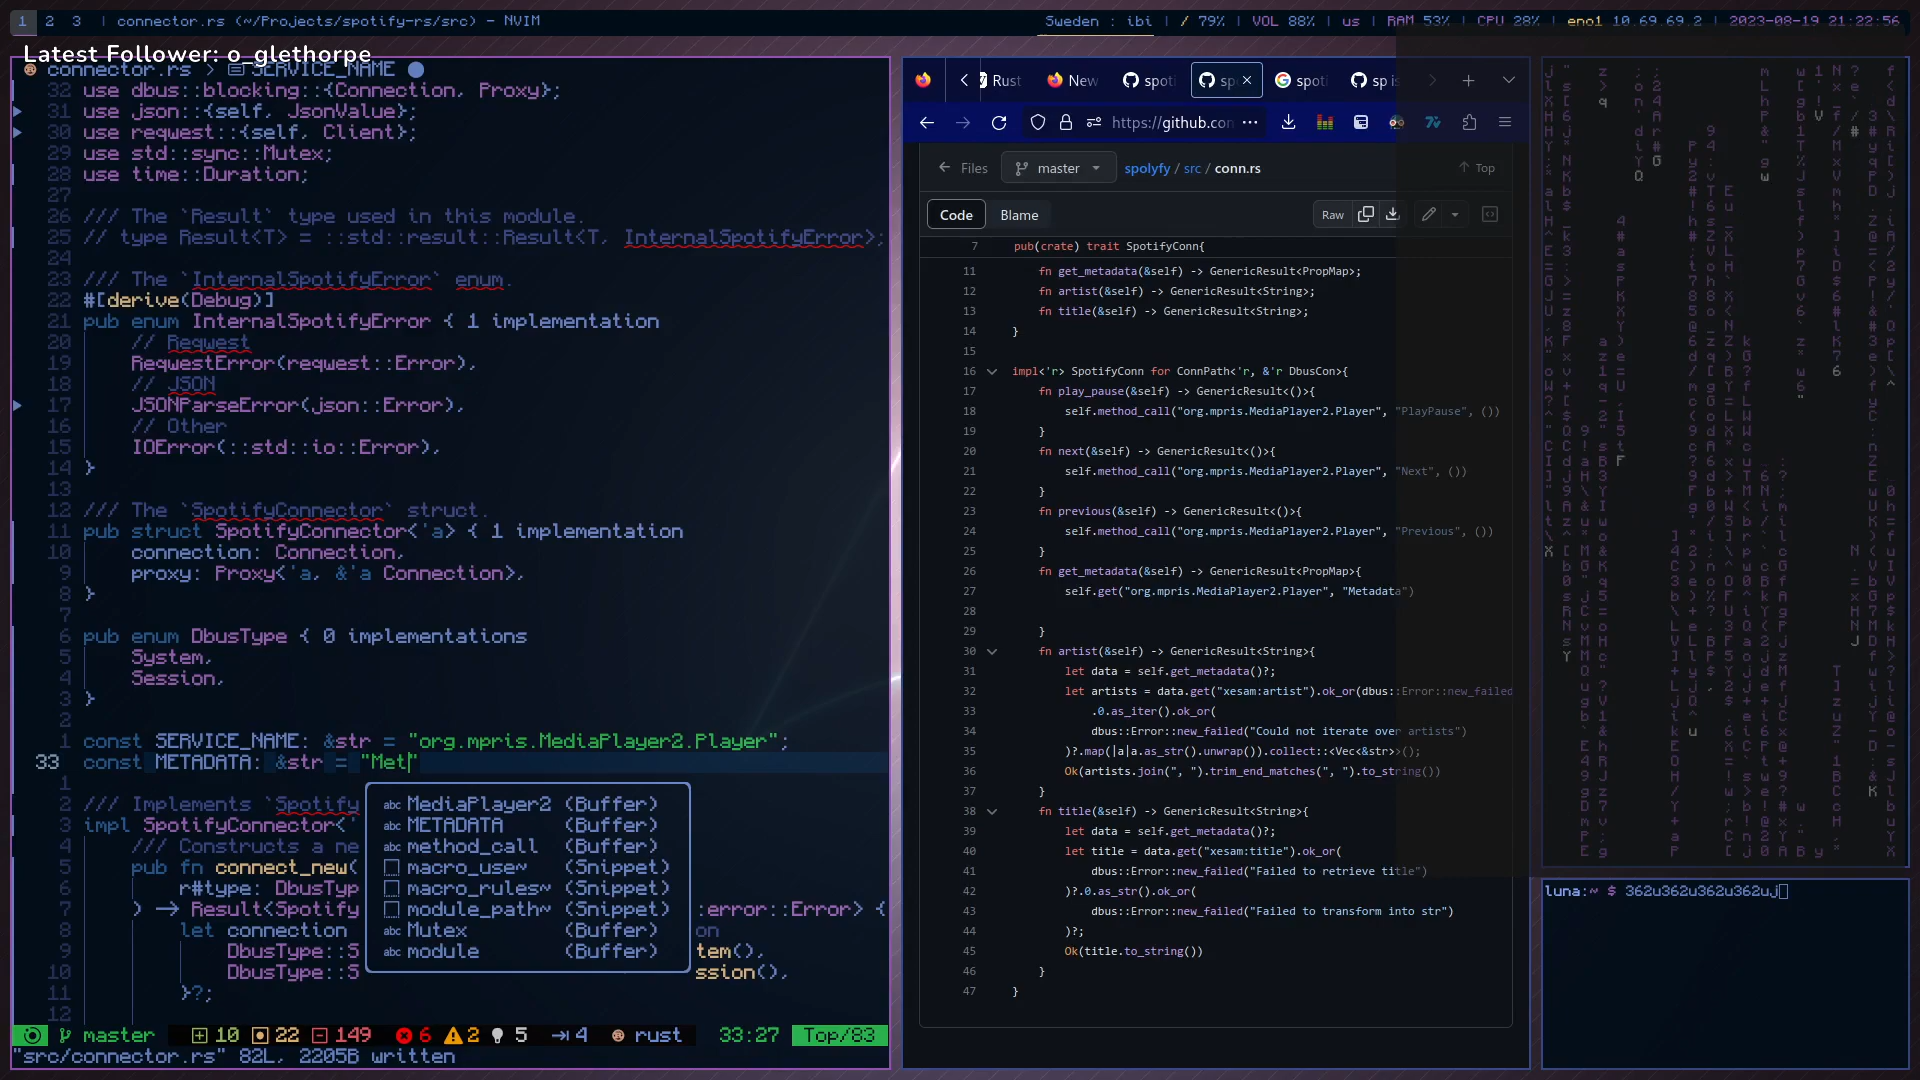 1 2 3 | connector.rs (~/Projects/spotify-rs/src) - NVIM
Sweden : ibi | / 79% | VOL 88% | us | RAM 53% | CPU 28% | eno1 10.69.69.2 | 2023-08-19 21:22:56
Latest Follower: o_glethorpe
connector.rs > SERVICE_NAME
32 use dbus::blocking::{Connection, Proxy};
31 use json::{self, JsonValue};
30 use reqwest::{self, Client};
29 use std::sync::Mutex;
28 use time::Duration;
27
26 /// The `Result` type used in this module.
25 // type Result<T> = ::std::result::Result<T, InternalSpotifyError>;
24
23 /// The `InternalSpotifyError` enum.
22 #[derive(Debug)]
21 pub enum InternalSpotifyError { 1 implementation
20 // Reqwest
19 ReqwestError(reqwest::Error),
18 // JSON
17 JSONParseError(json::Error),
16 // Other
15 IOError(::std::io::Error),
14 }
13
12 /// The `SpotifyConnector` struct.
11 pub struct SpotifyConnector<'a> { 1 implementation
10 connection: Connection,
9 proxy: Proxy<'a, &'a Connection>,
8 }
7
6 pub enum DbusType { 0 implementations
5 System,
4 Session,
3 }
2
1 const SERVICE_NAME: &str = "org.mpris.MediaPlayer2.Player";
33 const METADATA: &str = "Met"
1
2 /// Implements `Spotify
3 impl SpotifyConnector<'
4 /// Constructs a ne
5 pub fn connect_new(
6 r#type: DbusTyp
7 ) -> Result<Spotify :error::Error> {
8 let connection on
9 DbusType::S tem(),
10 DbusType::S ssion(),
11 }?;
12
abc MediaPlayer2 (Buffer)
abc METADATA (Buffer)
abc method_call (Buffer)
macro_use~ (Snippet)
macro_rules~ (Snippet)
module_path~ (Snippet)
abc Mutex (Buffer)
abc module (Buffer)
master 10 22 149 6 2 5 4 rust 33:27 Top/83
"src/connector.rs" 82L, 2205B written
Rust New spoti sp spoti sp is
https://github.con
Files master spolyfy / src / conn.rs Top
Code Blame Raw
7 pub(crate) trait SpotifyConn{
11 fn get_metadata(&self) -> GenericResult<PropMap>;
12 fn artist(&self) -> GenericResult<String>;
13 fn title(&self) -> GenericResult<String>;
14 }
15
16 impl<'r> SpotifyConn for ConnPath<'r, &'r DbusCon>{
17 fn play_pause(&self) -> GenericResult<()>{
18 self.method_call("org.mpris.MediaPlayer2.Player", "PlayPause", ())
19 }
20 fn next(&self) -> GenericResult<()>{
21 self.method_call("org.mpris.MediaPlayer2.Player", "Next", ())
22 }
23 fn previous(&self) -> GenericResult<()>{
24 self.method_call("org.mpris.MediaPlayer2.Player", "Previous", ())
25 }
26 fn get_metadata(&self) -> GenericResult<PropMap>{
27 self.get("org.mpris.MediaPlayer2.Player", "Metadata")
28
29 }
30 fn artist(&self) -> GenericResult<String>{
31 let data = self.get_metadata()?;
32 let artists = data.get("xesam:artist").ok_or(dbus::Error::new_failed
33 .0.as_iter().ok_or(
34 dbus::Error::new_failed("Could not iterate over artists")
35 )?.map(|a|a.as_str().unwrap()).collect::<Vec<&str>>();
36 Ok(artists.join(", ").trim_end_matches(", ").to_string())
37 }
38 fn title(&self) -> GenericResult<String>{
39 let data = self.get_metadata()?;
40 let title = data.get("xesam:title").ok_or(
41 dbus::Error::new_failed("Failed to retrieve title")
42 )?.0.as_str().ok_or(
43 dbus::Error::new_failed("Failed to transform into str")
44 )?;
45 Ok(title.to_string())
46 }
47 }
luna:~ $ 362u362u362u362uj